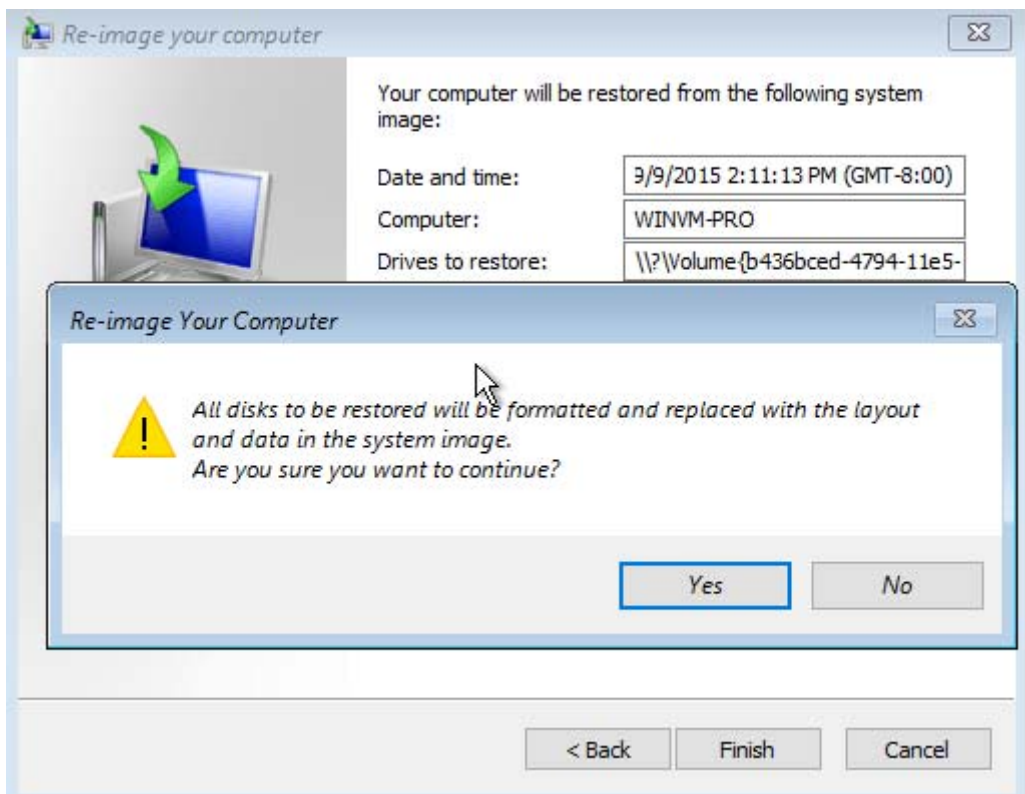 Re-image your computer
Your computer will be restored from the following system
image:
Date and time: 9/9/2015 2:11:13 PM (GMT-8:00)
Computer: WINVM-PRO
Drives to restore: \\?\Volume{b436bced-4794-11e5-
Re-image Your Computer
All disks to be restored will be formatted and replaced with the layout
and data in the system image.
Are you sure you want to continue?
Yes No
< Back Finish Cancel